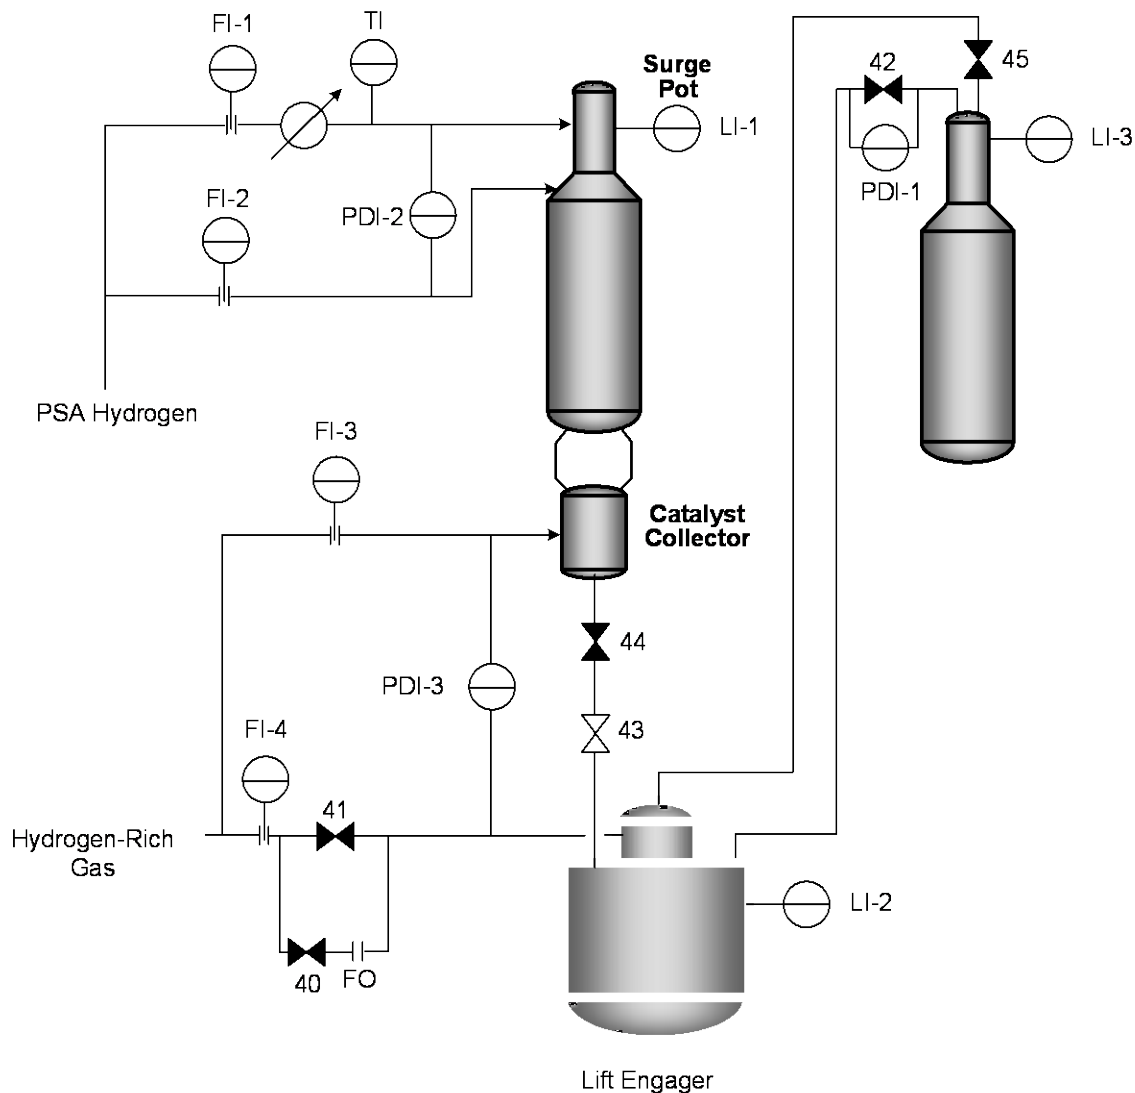 FI-1
TI
Surge
Pot
42
45
LI-1
LI-3
PDI-1
FI-2
PDI-2
PSA Hydrogen
FI-3
Catalyst
Collector
44
PDI-3
43
FI-4
41
Hydrogen-Rich
Gas
LI-2
40
FO
Lift Engager